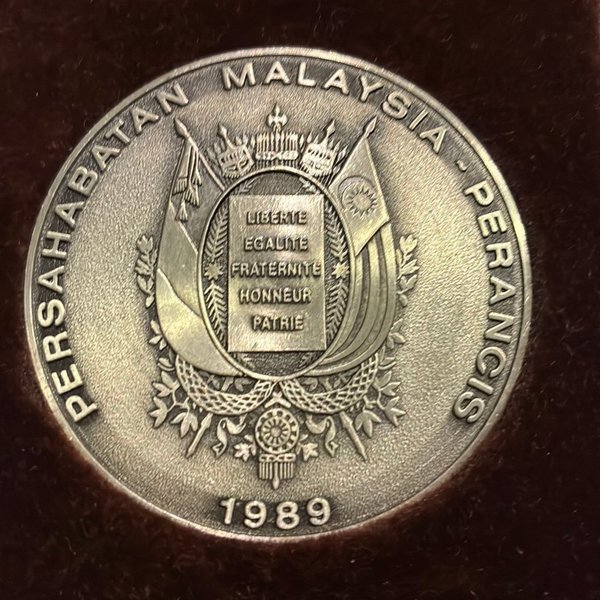 PERSAHABATAN MALAYSIA - PERANCIS
LIBERTE
EGALITE
FRATERNITE
HONNEUR
PATRIE
1989